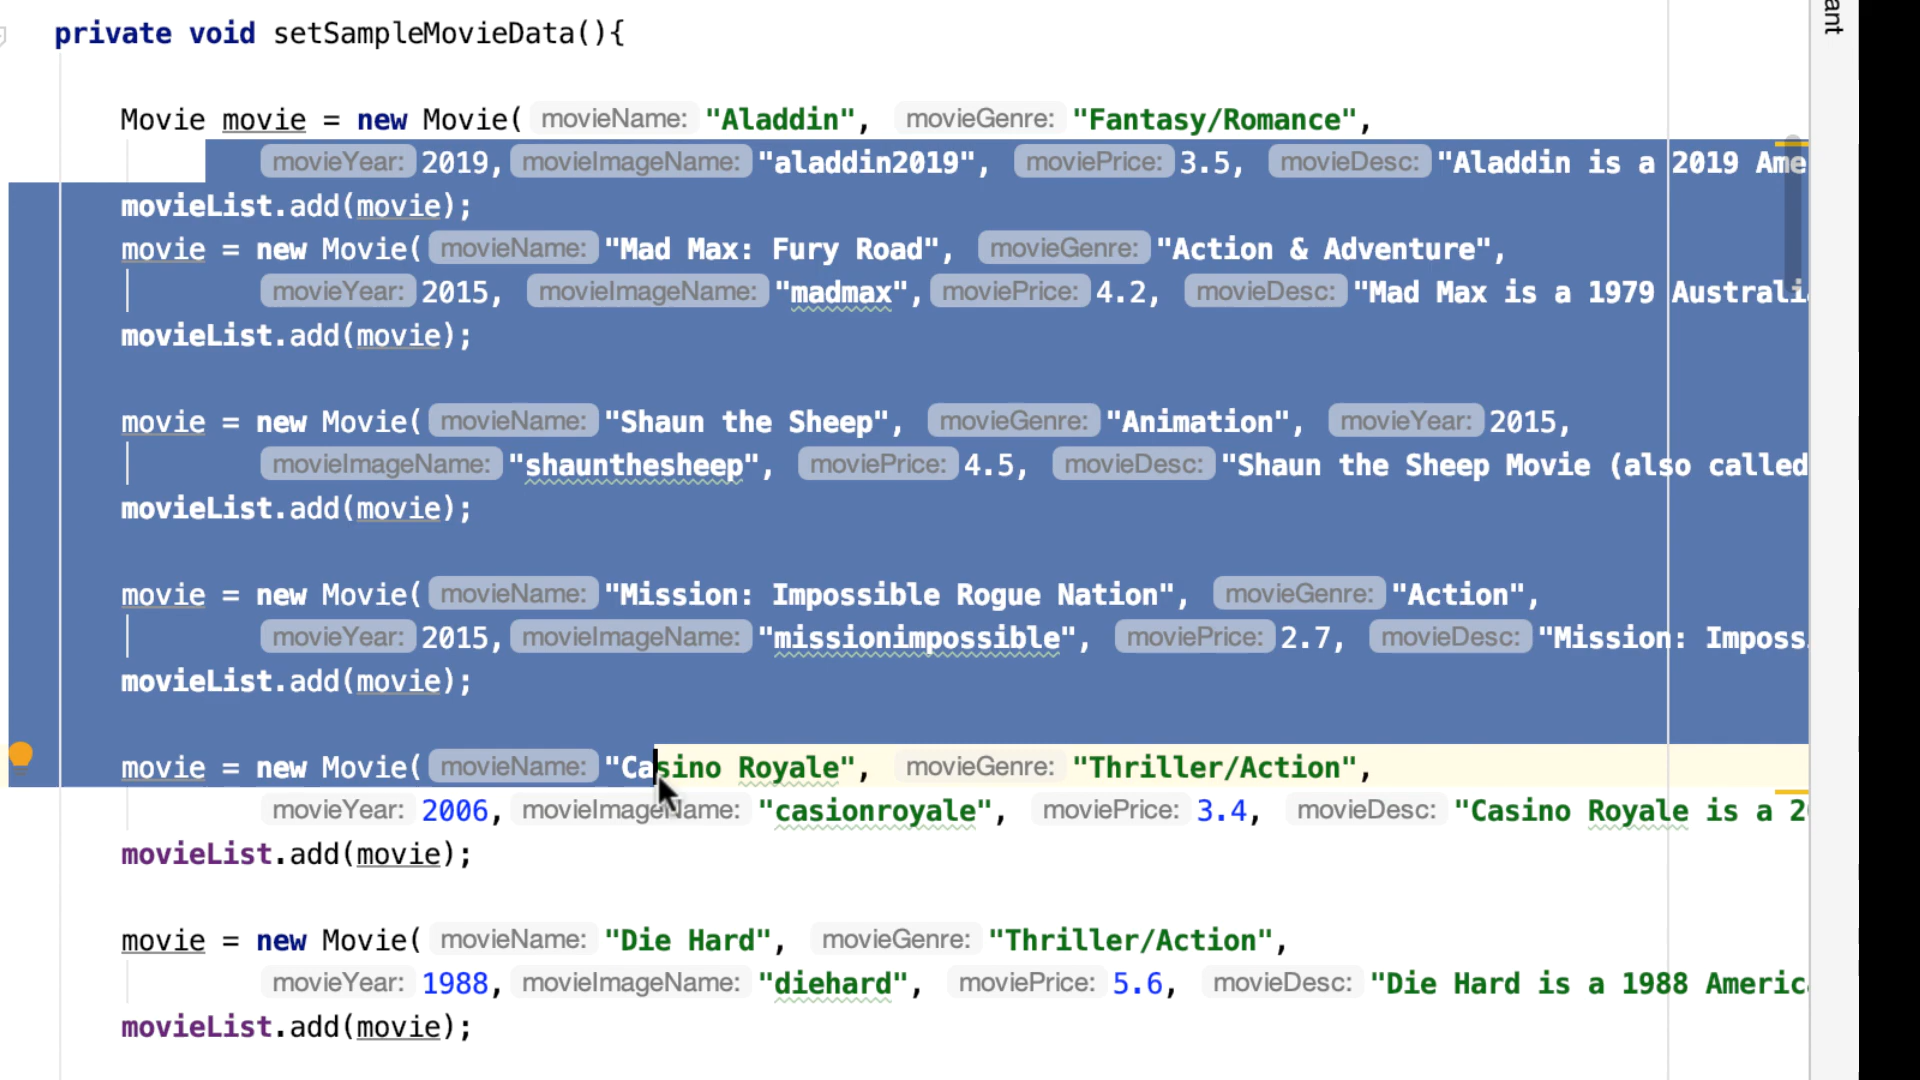 ant
private void setSampleMovieData(){
Movie movie = new Movie( movieName: "Aladdin", movieGenre: "Fantasy/Romance",
movieYear: 2019, movieImageName: "aladdin2019", moviePrice: 3.5, movieDesc: "Aladdin is a 2019 Ame
movieList.add(movie);
movie = new Movie( movieName: "Mad Max: Fury Road", movieGenre: "Action & Adventure",
movieYear: 2015, movieImageName: "madmax", moviePrice: 4.2, movieDesc: "Mad Max is a 1979 Australi
movieList.add(movie);
movie = new Movie( movieName: "Shaun the Sheep", movieGenre: "Animation", movieYear: 2015,
movieImageName: "shaunthesheep", moviePrice: 4.5, movieDesc: "Shaun the Sheep Movie (also called
movieList.add(movie);
movie = new Movie( movieName: "Mission: Impossible Rogue Nation", movieGenre: "Action",
movieYear: 2015, movieImageName: "missionimpossible", moviePrice: 2.7, movieDesc: "Mission: Imposs
movieList.add(movie);
movie = new Movie( movieName: "Casino Royale", movieGenre: "Thriller/Action",
movieYear: 2006, movieImageName: "casionroyale", moviePrice: 3.4, movieDesc: "Casino Royale is a 2
movieList.add(movie);
movie = new Movie( movieName: "Die Hard", movieGenre: "Thriller/Action",
movieYear: 1988, movieImageName: "diehard", moviePrice: 5.6, movieDesc: "Die Hard is a 1988 Americ
movieList.add(movie);